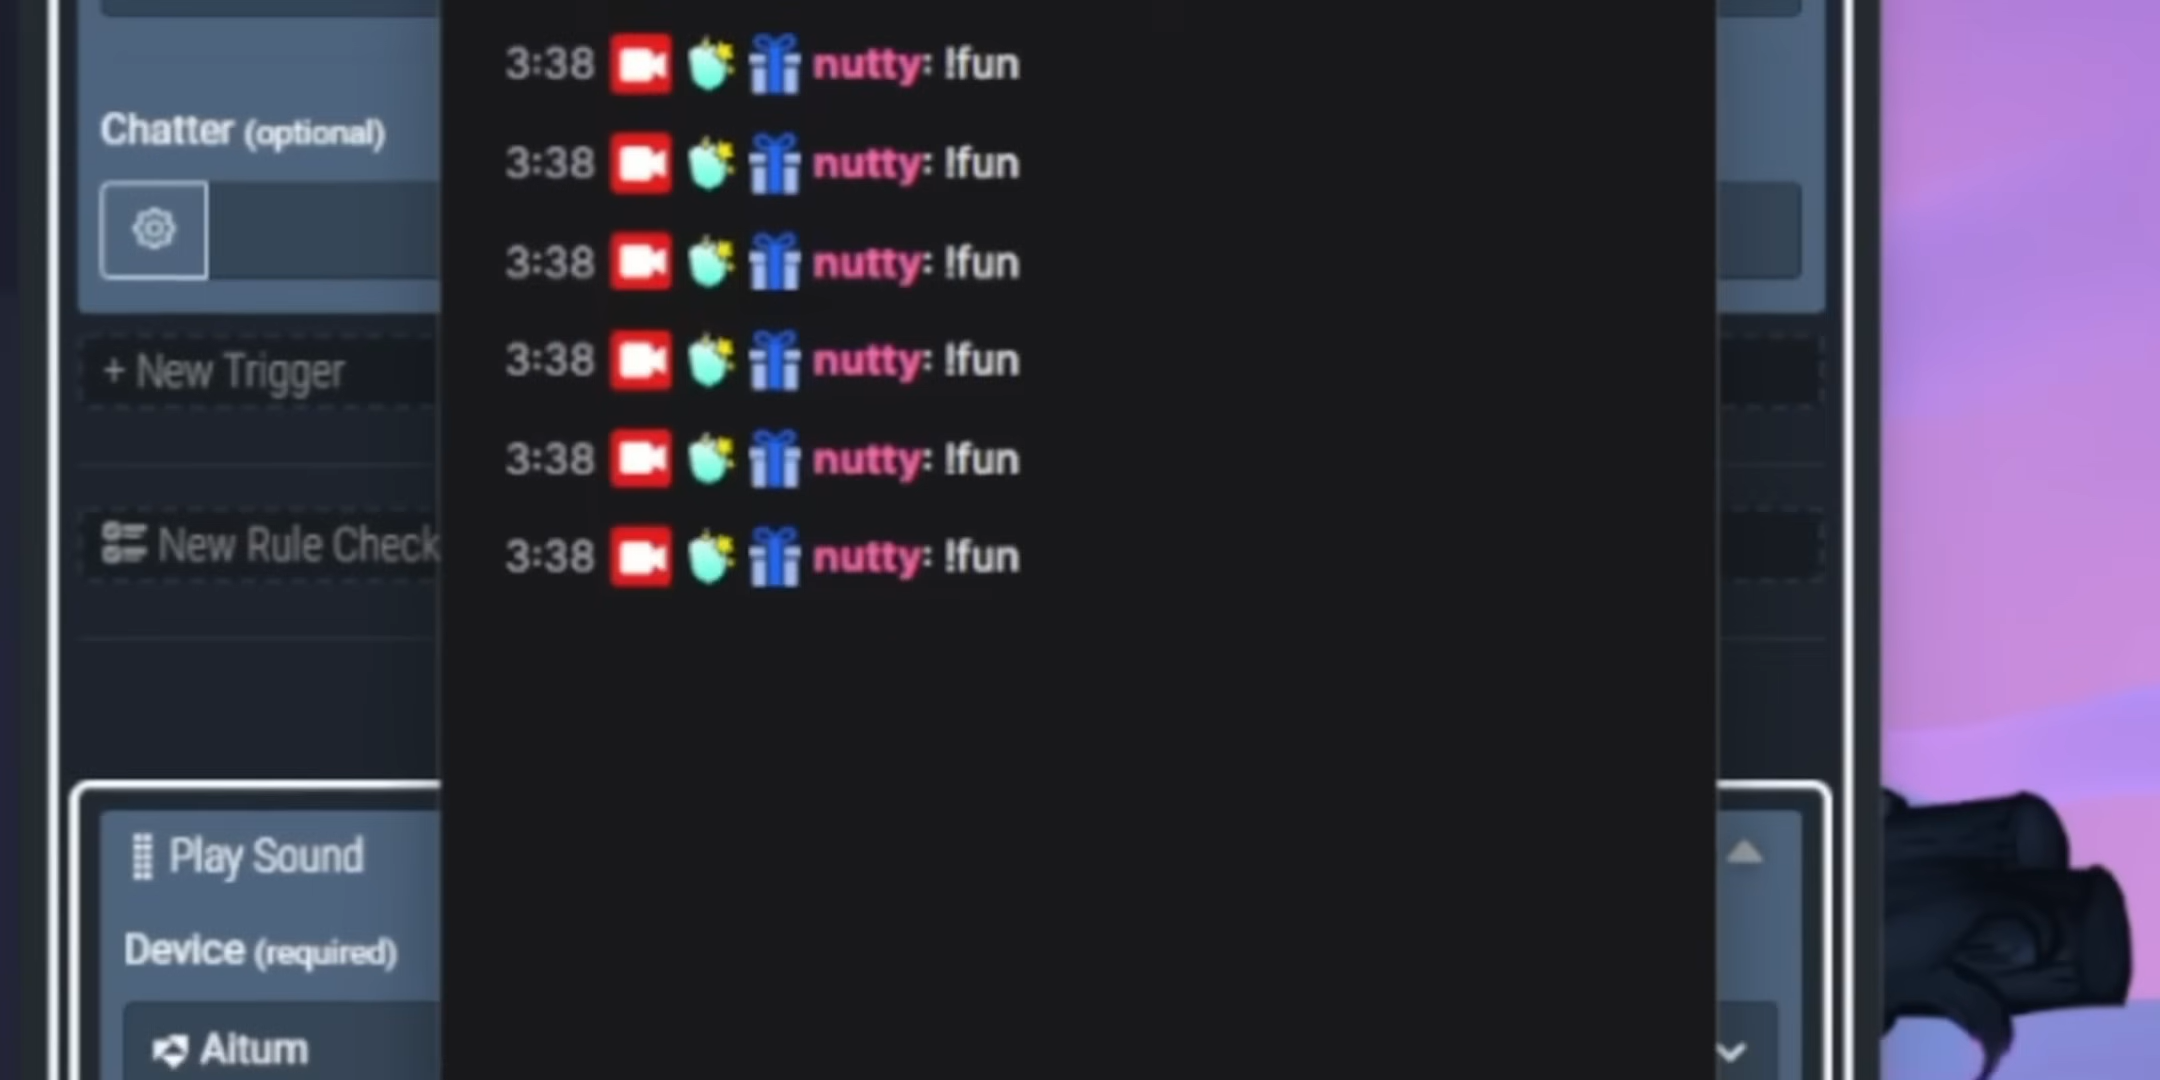 3:38 nutty: !fun
Chatter (optional)
3:38 nutty: !fun
3:38 nutty: !fun
+ New Trigger
3:38 nutty: !fun
3:38 nutty: !fun
New Rule Check
3:38 nutty: !fun
Play Sound
Device (required)
Aitum